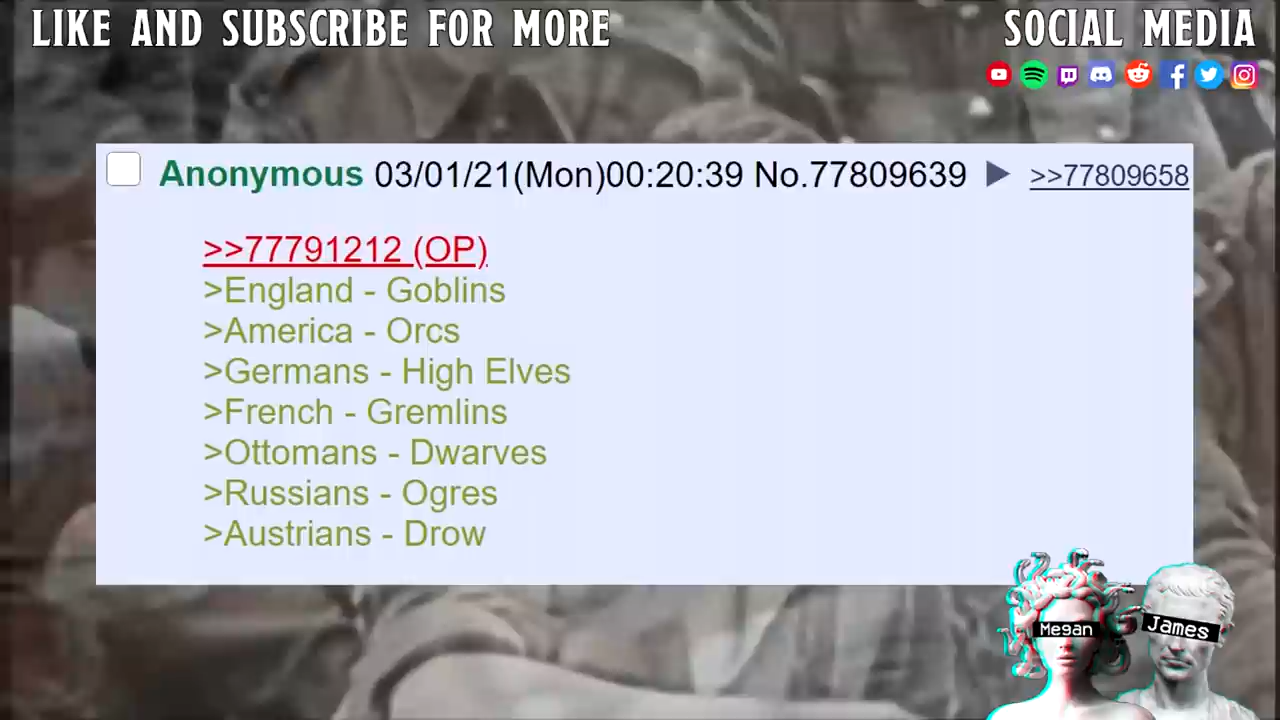 LIKE AND SUBSCRIBE FOR MORE
SOCIAL MEDIA
Anonymous 03/01/21(Mon)00:20:39 No.77809639 ▶ >>77809658
>>77791212 (OP)
>England - Goblins
>America - Orcs
>Germans - High Elves
>French - Gremlins
>Ottomans - Dwarves
>Russians - Ogres
>Austrians - Drow
Megan
James